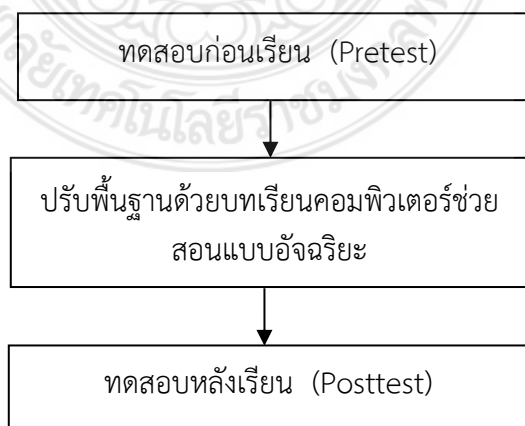 ทดสอบก่อนเรียน (Pretest)
ปรับพื้นฐานด้วยบทเรียนคอมพิวเตอร์ช่วย
สอนแบบอัจฉริยะ
ทดสอบหลังเรียน (Posttest)